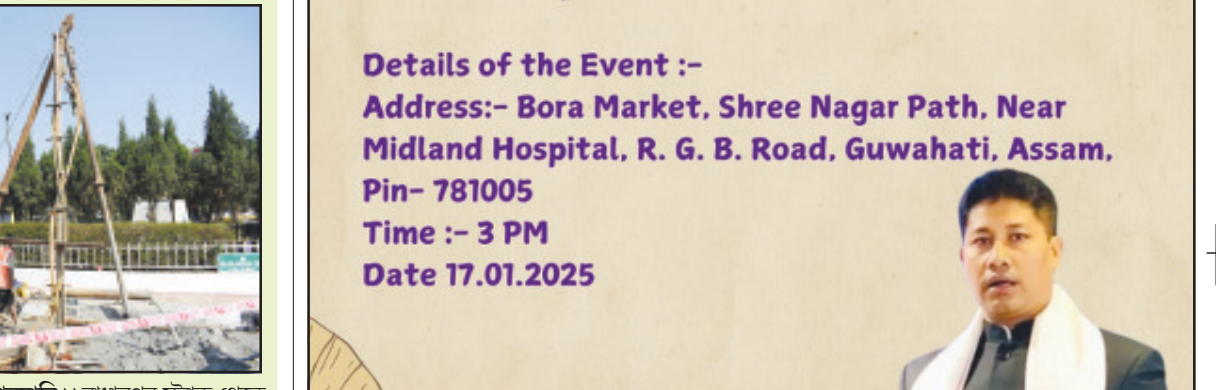 Details of the Event :-
Address:- Bora Market, Shree Nagar Path, Near
Midland Hospital, R. G. B. Road, Guwahati, Assam,
Pin- 781005
Time :- 3 PM
Date 17.01.2025